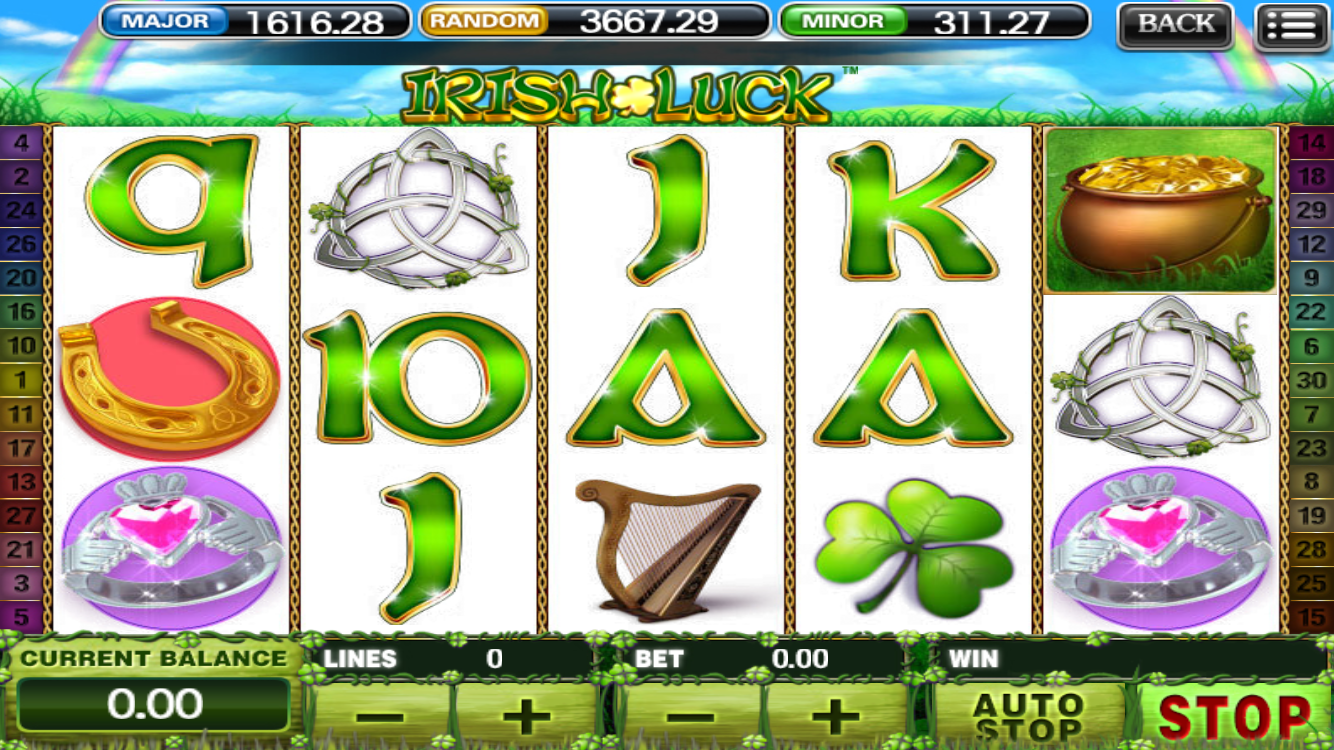 MAJOR 1616.28 RANDOM 3667.29 MINOR 311.27 BACK
IRISH LUCK™
4 14
2 18
24 29
26 12
20 9
16 22
10 6
1 30
11 7
17 23
13 8
27 19
21 28
3 25
5 15
q J K
10 A A
J
CURRENT BALANCE LINES 0 BET 0.00 WIN
0.00 − + − + AUTO STOP STOP